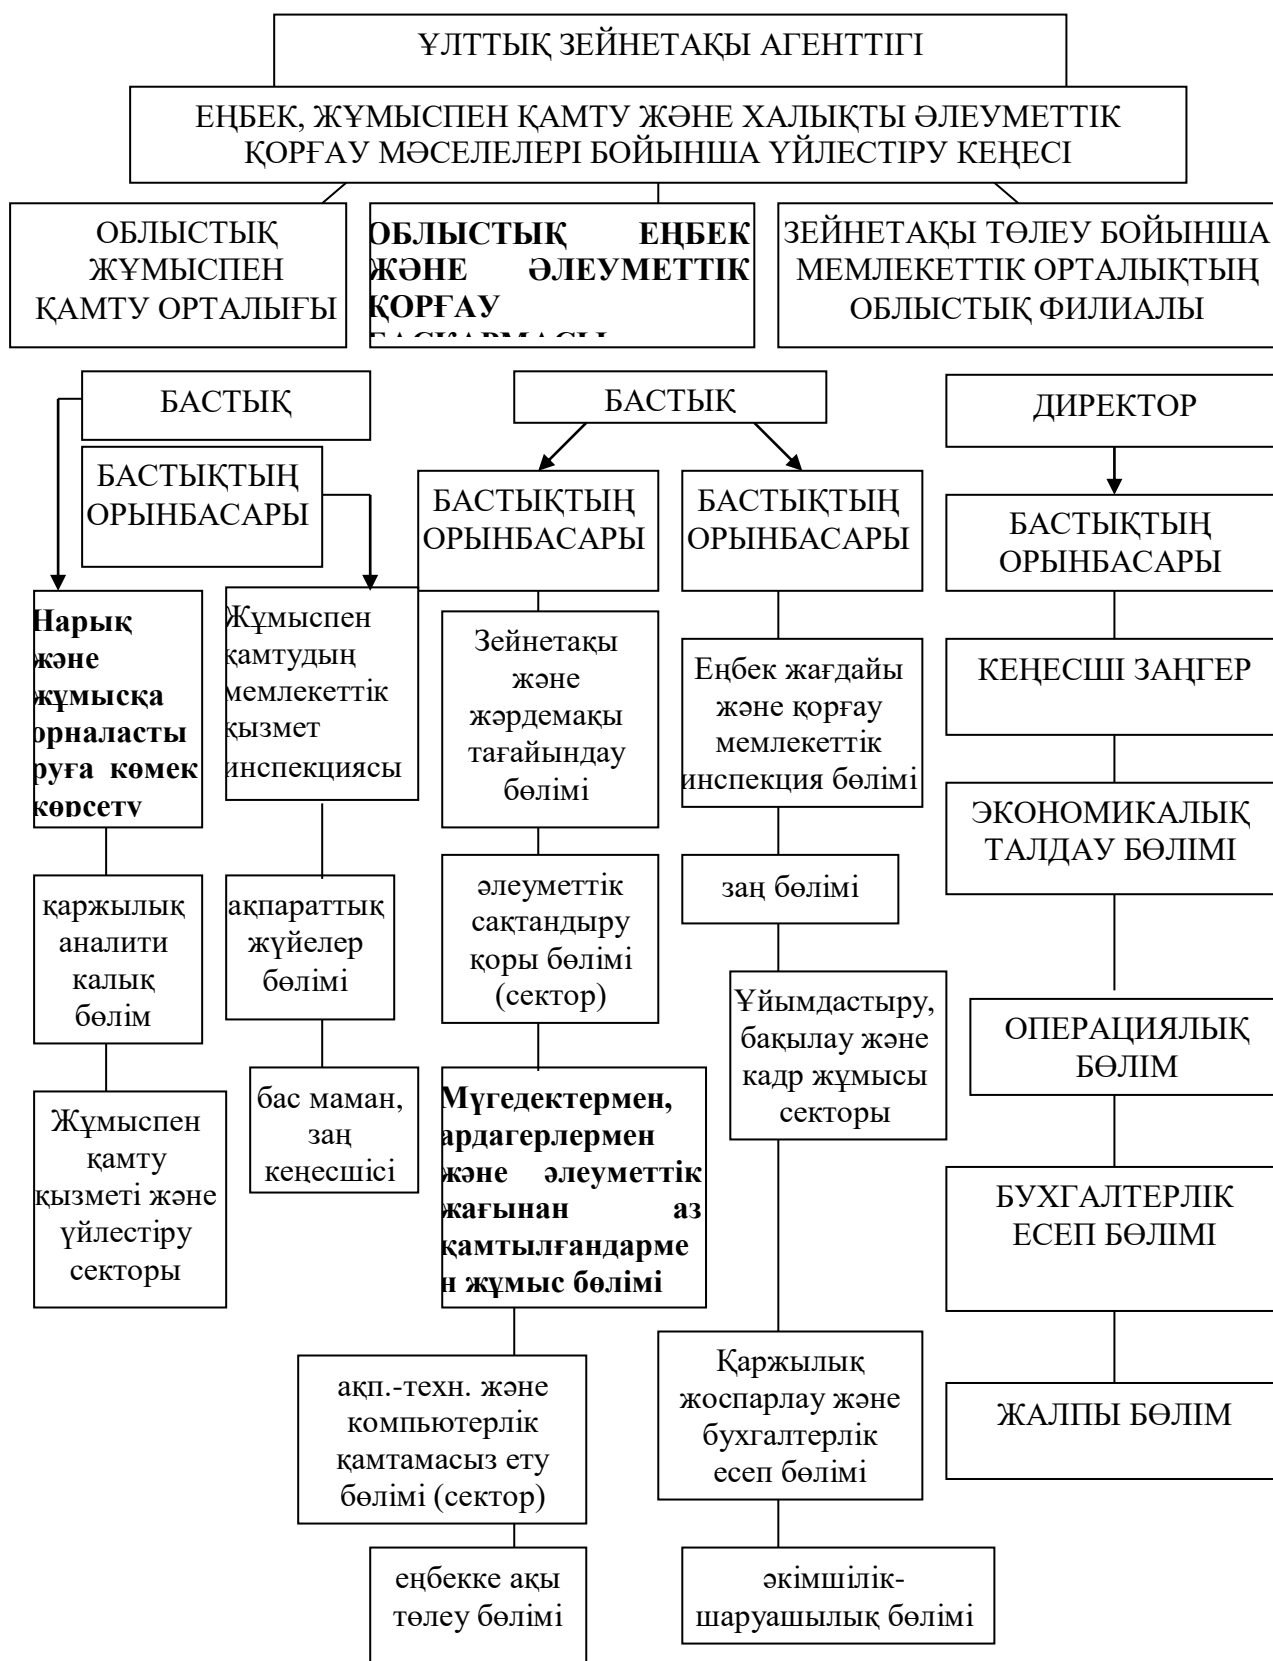 ҰЛТТЫҚ ЗЕЙНЕТАҚЫ АГЕНТТІГІ
ЕҢБЕК, ЖҰМЫСПЕН ҚАМТУ ЖӘНЕ ХАЛЫҚТЫ ӘЛЕУМЕТТІК
ҚОРҒАУ МӘСЕЛЕЛЕРІ БОЙЫНША ҮЙЛЕСТІРУ КЕҢЕСІ
ОБЛЫСТЫҚ
ЖҰМЫСПЕН
ҚАМТУ ОРТАЛЫҒЫ
ОБЛЫСТЫҚ ЕҢБЕК
ЖӘНЕ ӘЛЕУМЕТТІК
ҚОРҒАУ
БАСҚАРМАСЫ
ЗЕЙНЕТАҚЫ ТӨЛЕУ БОЙЫНША
МЕМЛЕКЕТТІК ОРТАЛЫҚТЫҢ
ОБЛЫСТЫҚ ФИЛИАЛЫ
БАСТЫҚ
БАСТЫҚТЫҢ
ОРЫНБАСАРЫ
Нарық
және
жұмысқа
орналасты
руға көмек
көрсету
қаржылық
аналити
калық
бөлім
Жұмыспен
қамту
қызметі және
үйлестіру
секторы
Жұмыспен
қамтудың
мемлекеттік
қызмет
инспекциясы
ақпараттық
жүйелер
бөлімі
бас маман,
заң
кеңесшісі
БАСТЫҚ
БАСТЫҚТЫҢ
ОРЫНБАСАРЫ
Зейнетақы
және
жәрдемақы
тағайындау
бөлімі
әлеуметтік
сақтандыру
қоры бөлімі
(сектор)
Мүгедектермен,
ардагерлермен
және әлеуметтік
жағынан аз
қамтылғандарме
н жұмыс бөлімі
ақп.-техн. және
компьютерлік
қамтамасыз ету
бөлімі (сектор)
еңбекке ақы
төлеу бөлімі
БАСТЫҚТЫҢ
ОРЫНБАСАРЫ
Еңбек жағдайы
және қорғау
мемлекеттік
инспекция бөлімі
заң бөлімі
Ұйымдастыру,
бақылау және
кадр жұмысы
секторы
Қаржылық
жоспарлау және
бухгалтерлік
есеп бөлімі
әкімшілік-
шаруашылық бөлімі
ДИРЕКТОР
БАСТЫҚТЫҢ
ОРЫНБАСАРЫ
КЕҢЕСШІ ЗАҢГЕР
ЭКОНОМИКАЛЫҚ
ТАЛДАУ БӨЛІМІ
ОПЕРАЦИЯЛЫҚ
БӨЛІМ
БУХГАЛТЕРЛІК
ЕСЕП БӨЛІМІ
ЖАЛПЫ БӨЛІМ